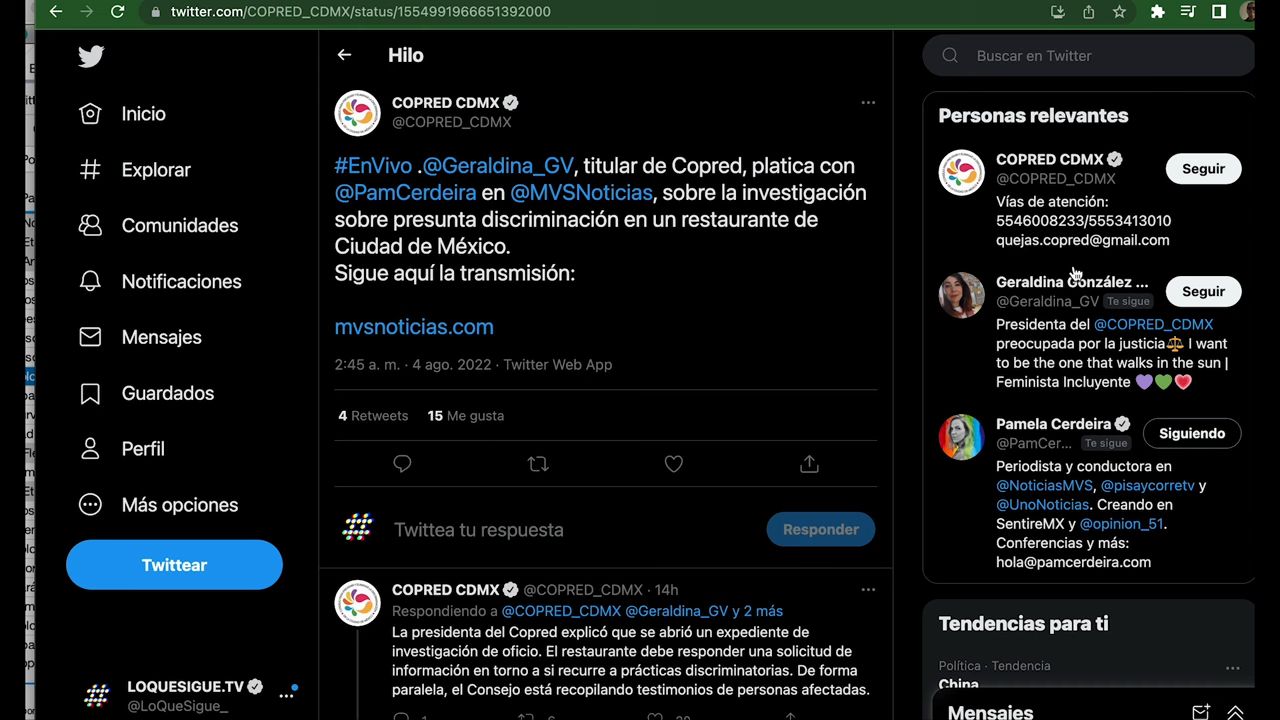 twitter.com/COPRED_CDMX/status/1554991966651392000
Inicio
Explorar
Comunidades
Notificaciones
Mensajes
Guardados
Perfil
Más opciones
Twittear
LOQUESIGUE.TV
@LoQueSigue_
Hilo
COPRED CDMX
@COPRED_CDMX
#EnVivo .@Geraldina_GV, titular de Copred, platica con
@PamCerdeira en @MVSNoticias, sobre la investigación
sobre presunta discriminación en un restaurante de
Ciudad de México.
Sigue aquí la transmisión:
mvsnoticias.com
2:45 a. m. · 4 ago. 2022 · Twitter Web App
4 Retweets 15 Me gusta
Twittea tu respuesta
Responder
COPRED CDMX @COPRED_CDMX · 14h
Respondiendo a @COPRED_CDMX @Geraldina_GV y 2 más
La presidenta del Copred explicó que se abrió un expediente de
investigación de oficio. El restaurante debe responder una solicitud de
información en torno a si recurre a prácticas discriminatorias. De forma
paralela, el Consejo está recopilando testimonios de personas afectadas.
Buscar en Twitter
Personas relevantes
COPRED CDMX
@COPRED_CDMX
Seguir
Vías de atención:
5546008233/5553413010
quejas.copred@gmail.com
Geraldina González ...
@Geraldina_GV Te sigue
Seguir
Presidenta del @COPRED_CDMX
preocupada por la justicia⚖️ I want
to be the one that walks in the sun |
Feminista Incluyente 💜💚❤️
Pamela Cerdeira
@PamCer... Te sigue
Siguiendo
Periodista y conductora en
@NoticiasMVS, @pisaycorretv y
@UnoNoticias. Creando en
SentireMX y @opinion_51.
Conferencias y más:
hola@pamcerdeira.com
Tendencias para ti
Política · Tendencia
China
Mensajes